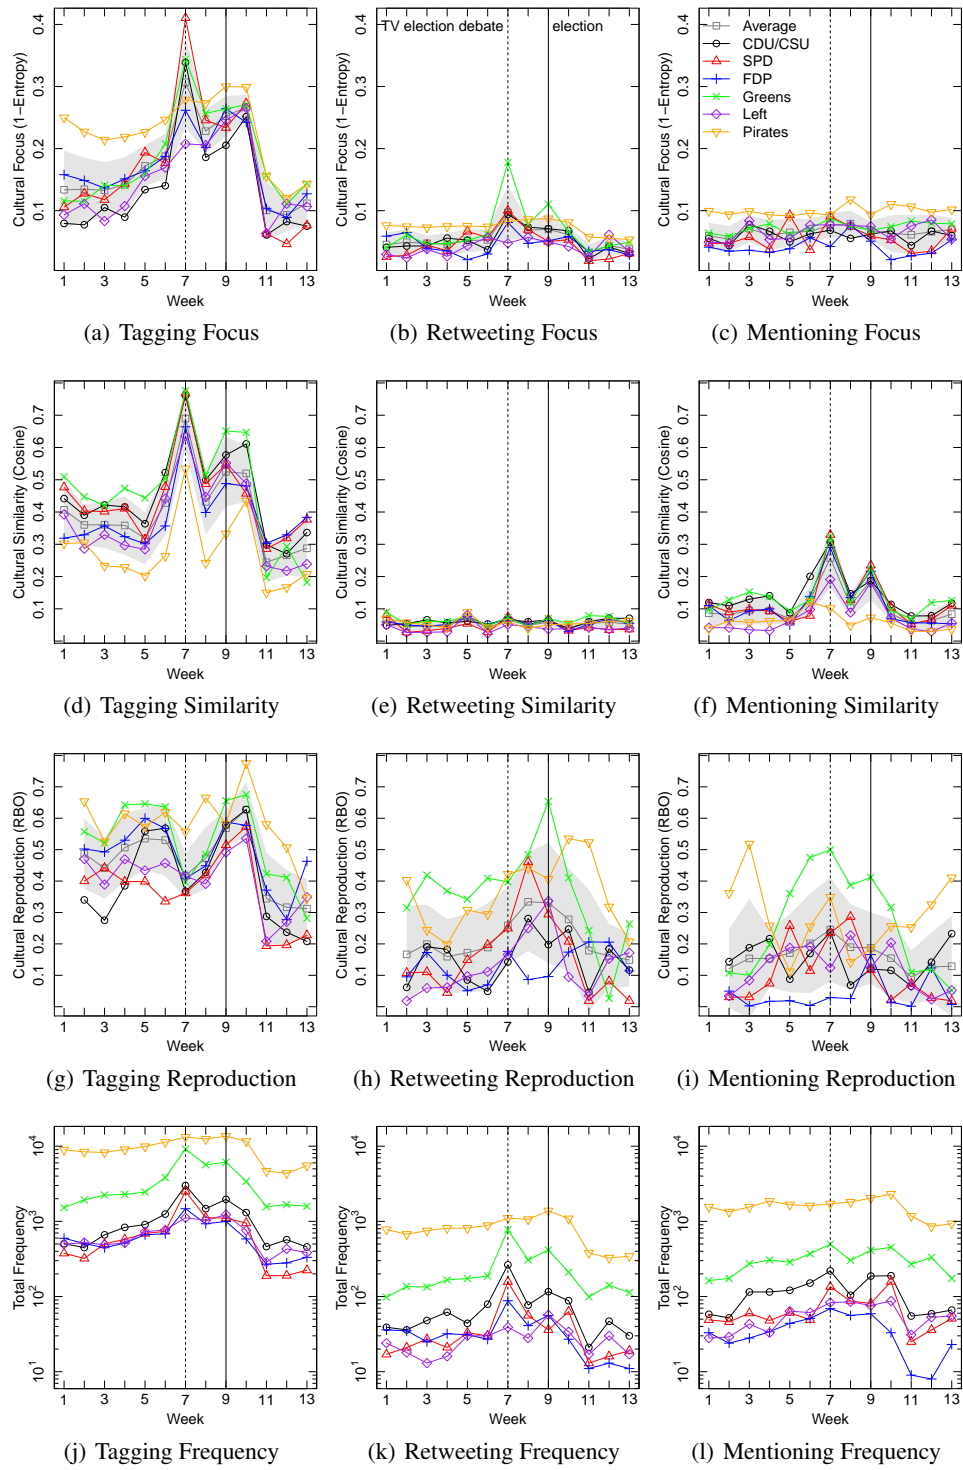 Cultural Focus (1−Entropy)
0.1 0.2 0.3 0.4
1 3 5 7 9 11 13
Week
(a) Tagging Focus
TV election debate election
Cultural Focus (1−Entropy)
0.1 0.2 0.3 0.4
1 3 5 7 9 11 13
Week
(b) Retweeting Focus
Average
CDU/CSU
SPD
FDP
Greens
Left
Pirates
Cultural Focus (1−Entropy)
0.1 0.2 0.3 0.4
1 3 5 7 9 11 13
Week
(c) Mentioning Focus
Cultural Similarity (Cosine)
0.1 0.2 0.3 0.4 0.5 0.6 0.7
1 3 5 7 9 11 13
Week
(d) Tagging Similarity
Cultural Similarity (Cosine)
0.1 0.2 0.3 0.4 0.5 0.6 0.7
1 3 5 7 9 11 13
Week
(e) Retweeting Similarity
Cultural Similarity (Cosine)
0.1 0.2 0.3 0.4 0.5 0.6 0.7
1 3 5 7 9 11 13
Week
(f) Mentioning Similarity
Cultural Reproduction (RBO)
0.1 0.2 0.3 0.4 0.5 0.6 0.7
1 3 5 7 9 11 13
Week
(g) Tagging Reproduction
Cultural Reproduction (RBO)
0.1 0.2 0.3 0.4 0.5 0.6 0.7
1 3 5 7 9 11 13
Week
(h) Retweeting Reproduction
Cultural Reproduction (RBO)
0.1 0.2 0.3 0.4 0.5 0.6 0.7
1 3 5 7 9 11 13
Week
(i) Mentioning Reproduction
Total Frequency
10¹ 10² 10³ 10⁴
1 3 5 7 9 11 13
Week
(j) Tagging Frequency
Total Frequency
10¹ 10² 10³ 10⁴
1 3 5 7 9 11 13
Week
(k) Retweeting Frequency
Total Frequency
10¹ 10² 10³ 10⁴
1 3 5 7 9 11 13
Week
(l) Mentioning Frequency